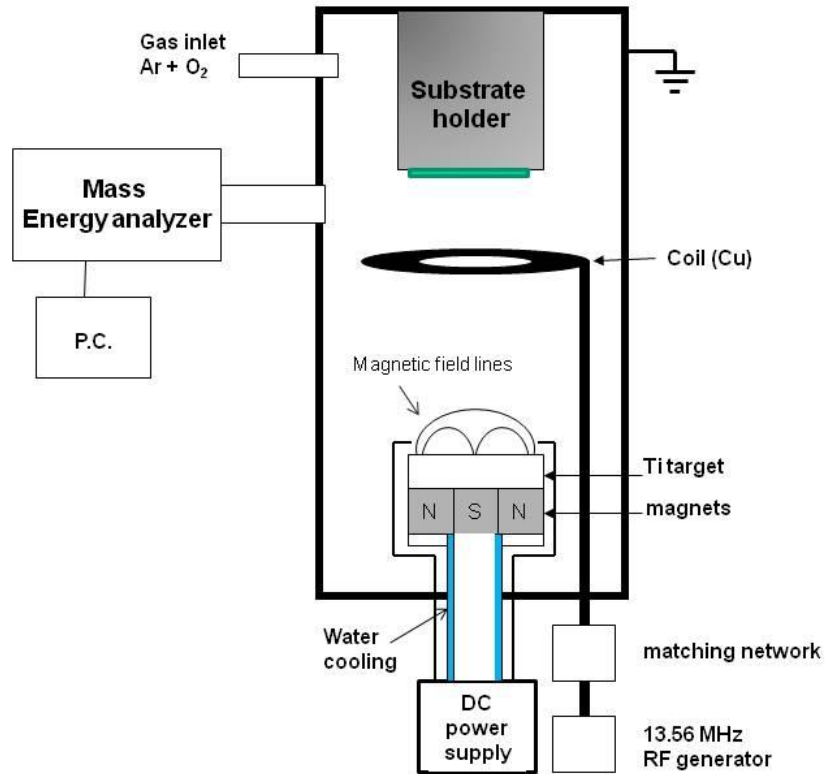 Gas inlet
Ar + O₂
Substrate
holder
Mass
Energy analyzer
Coil (Cu)
P.C.
Magnetic field lines
Ti target
N S N
magnets
Water
cooling
matching network
DC
power
supply
13.56 MHz
RF generator